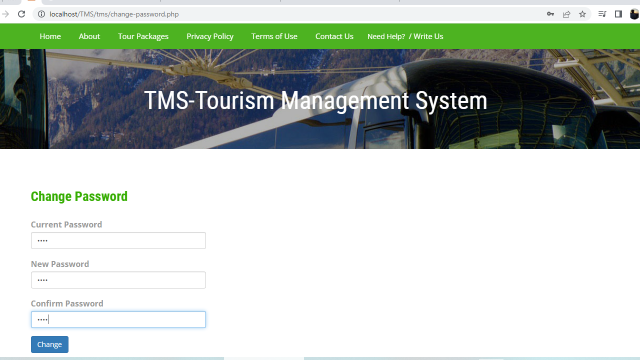 localhost/TMS/tms/change-password.php
Home About Tour Packages Privacy Policy Terms of Use Contact Us Need Help? / Write Us
TMS-Tourism Management System
Change Password
Current Password
••••
New Password
••••
Confirm Password
••••
Change